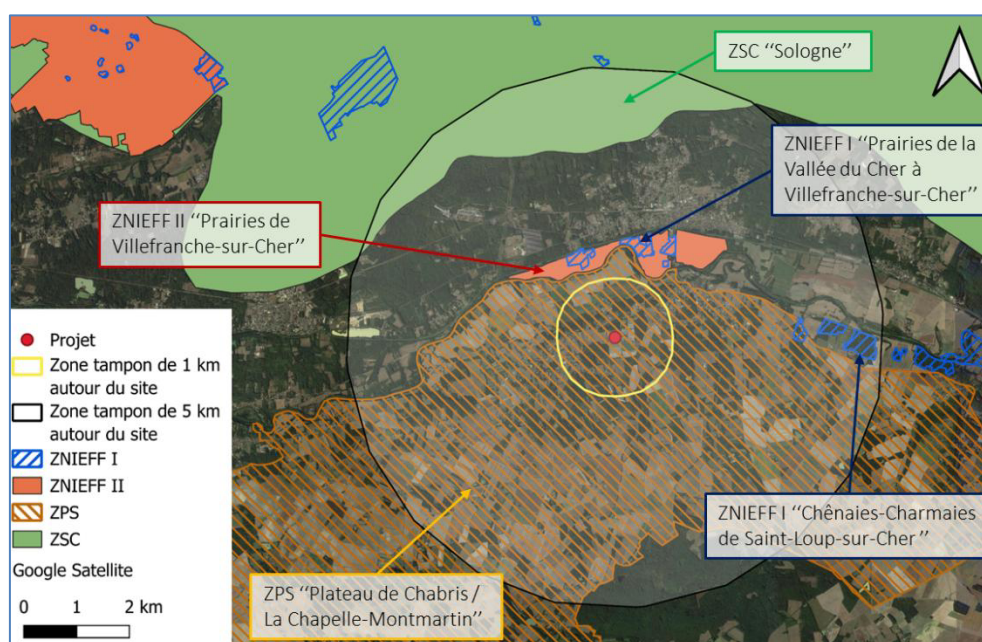 ZSC “Sologne”
ZNIEFF I “Prairies de la
Vallée du Cher à
Villefranche-sur-Cher”
ZNIEFF II “Prairies de
Villefranche-sur-Cher”
Projet
Zone tampon de 1 km
autour du site
Zone tampon de 5 km
autour du site
ZNIEFF I
ZNIEFF II
ZPS
ZSC
Google Satellite
0 1 2 km
ZNIEFF I “Chênaies-Charmaies
de Saint-Loup-sur-Cher”
ZPS “Plateau de Chabris /
La Chapelle-Montmartin”